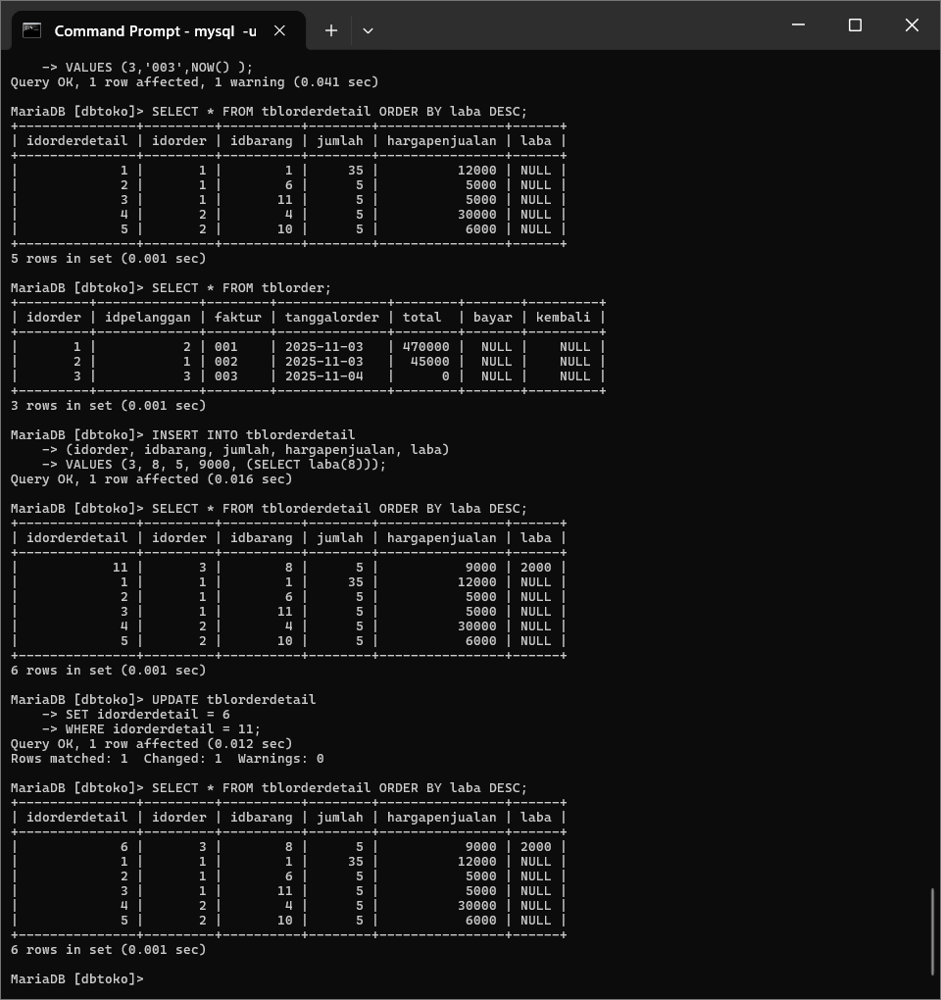 Command Prompt - mysql  -u
    -> VALUES (3,'003',NOW() );
Query OK, 1 row affected, 1 warning (0.041 sec)

MariaDB [dbtoko]> SELECT * FROM tblorderdetail ORDER BY laba DESC;
+---------------+---------+----------+--------+---------------+------+
| idorderdetail | idorder | idbarang | jumlah | hargapenjualan | laba |
+---------------+---------+----------+--------+---------------+------+
|             1 |       1 |        1 |     35 |          12000 | NULL |
|             2 |       1 |        6 |      5 |           5000 | NULL |
|             3 |       1 |       11 |      5 |           5000 | NULL |
|             4 |       2 |        4 |      5 |          30000 | NULL |
|             5 |       2 |       10 |      5 |           6000 | NULL |
+---------------+---------+----------+--------+---------------+------+
5 rows in set (0.001 sec)

MariaDB [dbtoko]> SELECT * FROM tblorder;
+---------+-------------+--------+--------------+--------+-------+---------+
| idorder | idpelanggan | faktur | tanggalorder | total  | bayar | kembali |
+---------+-------------+--------+--------------+--------+-------+---------+
|       1 |           2 | 001    | 2025-11-03   | 470000 |  NULL |    NULL |
|       2 |           1 | 002    | 2025-11-03   |  45000 |  NULL |    NULL |
|       3 |           3 | 003    | 2025-11-04   |      0 |  NULL |    NULL |
+---------+-------------+--------+--------------+--------+-------+---------+
3 rows in set (0.001 sec)

MariaDB [dbtoko]> INSERT INTO tblorderdetail
    -> (idorder, idbarang, jumlah, hargapenjualan, laba)
    -> VALUES (3, 8, 5, 9000, (SELECT laba(8)));
Query OK, 1 row affected (0.016 sec)

MariaDB [dbtoko]> SELECT * FROM tblorderdetail ORDER BY laba DESC;
+---------------+---------+----------+--------+----------------+------+
| idorderdetail | idorder | idbarang | jumlah | hargapenjualan | laba |
+---------------+---------+----------+--------+----------------+------+
|            11 |       3 |        8 |      5 |           9000 | 2000 |
|             1 |       1 |        1 |     35 |          12000 | NULL |
|             2 |       1 |        6 |      5 |           5000 | NULL |
|             3 |       1 |       11 |      5 |           5000 | NULL |
|             4 |       2 |        4 |      5 |          30000 | NULL |
|             5 |       2 |       10 |      5 |           6000 | NULL |
+---------------+---------+----------+--------+----------------+------+
6 rows in set (0.001 sec)

MariaDB [dbtoko]> UPDATE tblorderdetail
    -> SET idorderdetail = 6
    -> WHERE idorderdetail = 11;
Query OK, 1 row affected (0.012 sec)
Rows matched: 1  Changed: 1  Warnings: 0

MariaDB [dbtoko]> SELECT * FROM tblorderdetail ORDER BY laba DESC;
+---------------+---------+----------+--------+----------------+------+
| idorderdetail | idorder | idbarang | jumlah | hargapenjualan | laba |
+---------------+---------+----------+--------+----------------+------+
|             6 |       3 |        8 |      5 |           9000 | 2000 |
|             1 |       1 |        1 |     35 |          12000 | NULL |
|             2 |       1 |        6 |      5 |           5000 | NULL |
|             3 |       1 |       11 |      5 |           5000 | NULL |
|             4 |       2 |        4 |      5 |          30000 | NULL |
|             5 |       2 |       10 |      5 |           6000 | NULL |
+---------------+---------+----------+--------+----------------+------+
6 rows in set (0.001 sec)

MariaDB [dbtoko]>